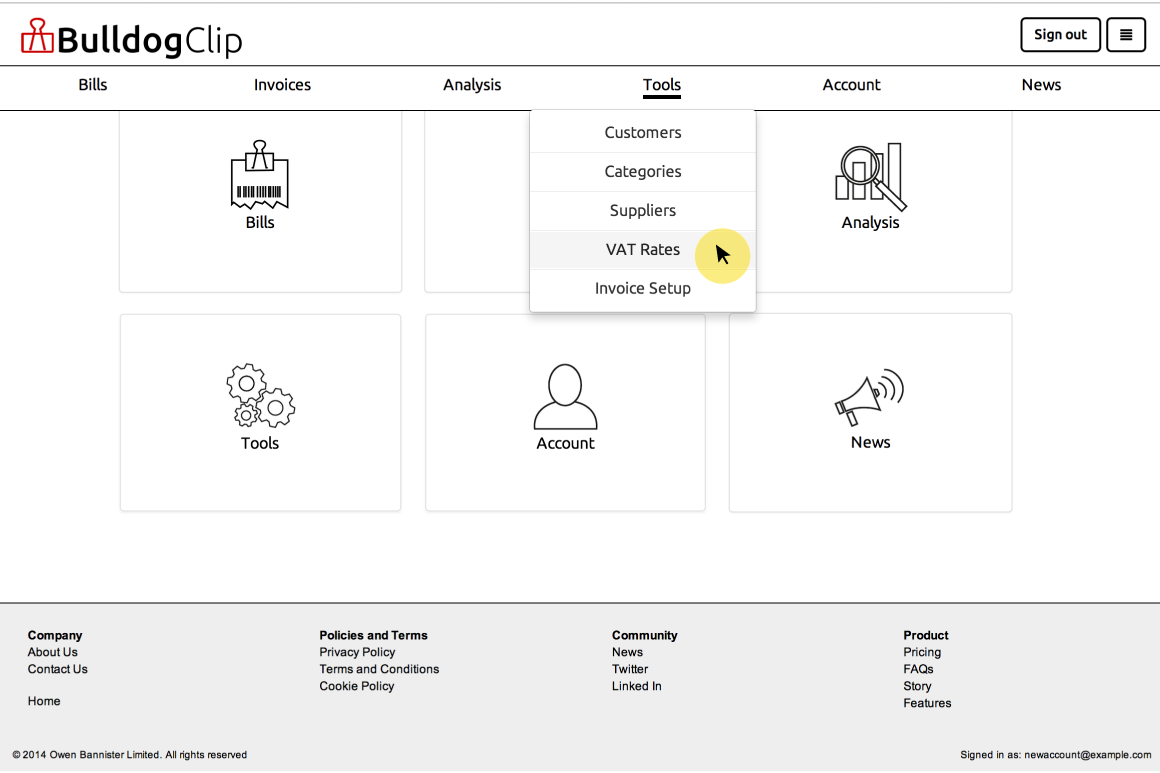 BulldogClip
Sign out
Bills Invoices Analysis Tools Account News
Customers
Categories
Suppliers
VAT Rates
Invoice Setup
Bills
Analysis
Tools
Account
News
Company
About Us
Contact Us
Home
Policies and Terms
Privacy Policy
Terms and Conditions
Cookie Policy
Community
News
Twitter
Linked In
Product
Pricing
FAQs
Story
Features
© 2014 Owen Bannister Limited. All rights reserved
Signed in as: newaccount@example.com